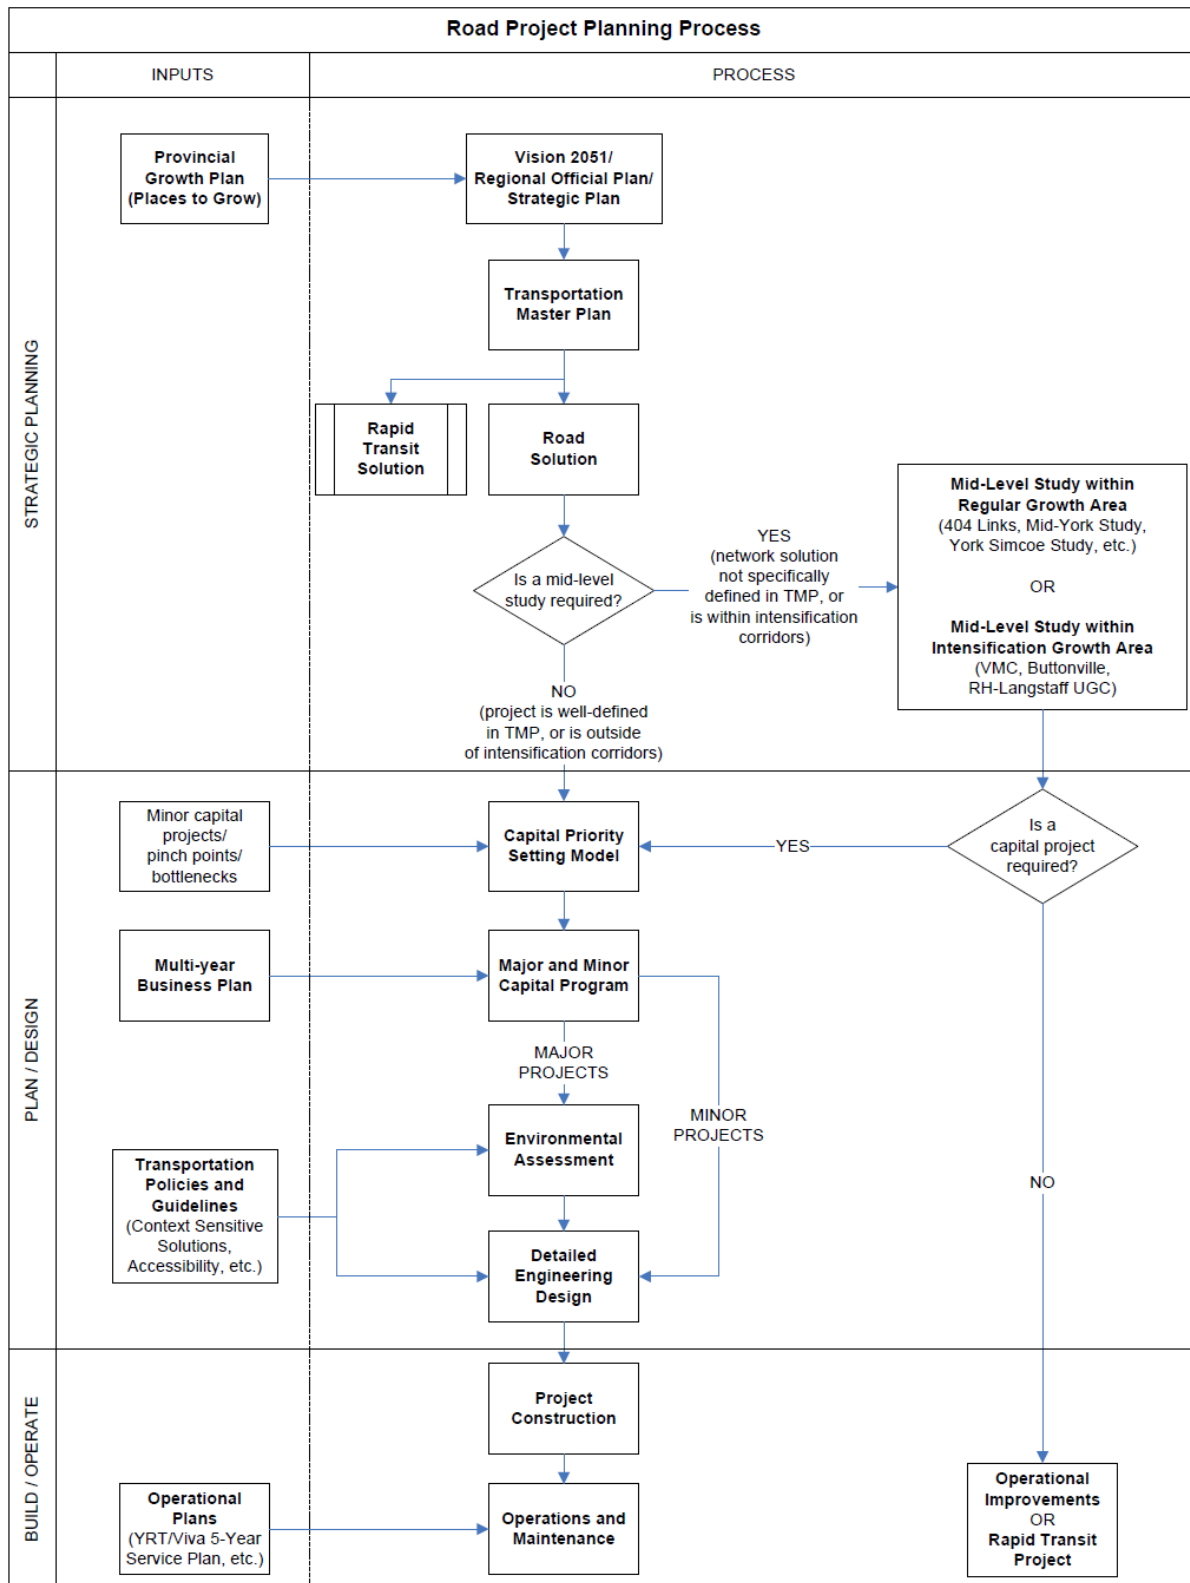 Road Project Planning Process
INPUTS
PROCESS
STRATEGIC PLANNING
Provincial
Growth Plan
(Places to Grow)
Vision 2051/
Regional Official Plan/
Strategic Plan
Transportation
Master Plan
Rapid
Transit
Solution
Road
Solution
Is a mid-level
study required?
YES
(network solution
not specifically
defined in TMP, or
is within intensification
corridors)
Mid-Level Study within
Regular Growth Area
(404 Links, Mid-York Study,
York Simcoe Study, etc.)
OR
Mid-Level Study within
Intensification Growth Area
(VMC, Buttonville,
RH-Langstaff UGC)
NO
(project is well-defined
in TMP, or is outside
of intensification corridors)
PLAN / DESIGN
Minor capital
projects/
pinch points/
bottlenecks
Capital Priority
Setting Model
YES
Is a
capital project
required?
Multi-year
Business Plan
Major and Minor
Capital Program
MAJOR
PROJECTS
MINOR
PROJECTS
Environmental
Assessment
Transportation
Policies and
Guidelines
(Context Sensitive
Solutions,
Accessibility, etc.)
NO
Detailed
Engineering
Design
BUILD / OPERATE
Project
Construction
Operational
Plans
(YRT/Viva 5-Year
Service Plan, etc.)
Operations and
Maintenance
Operational
Improvements
OR
Rapid Transit
Project